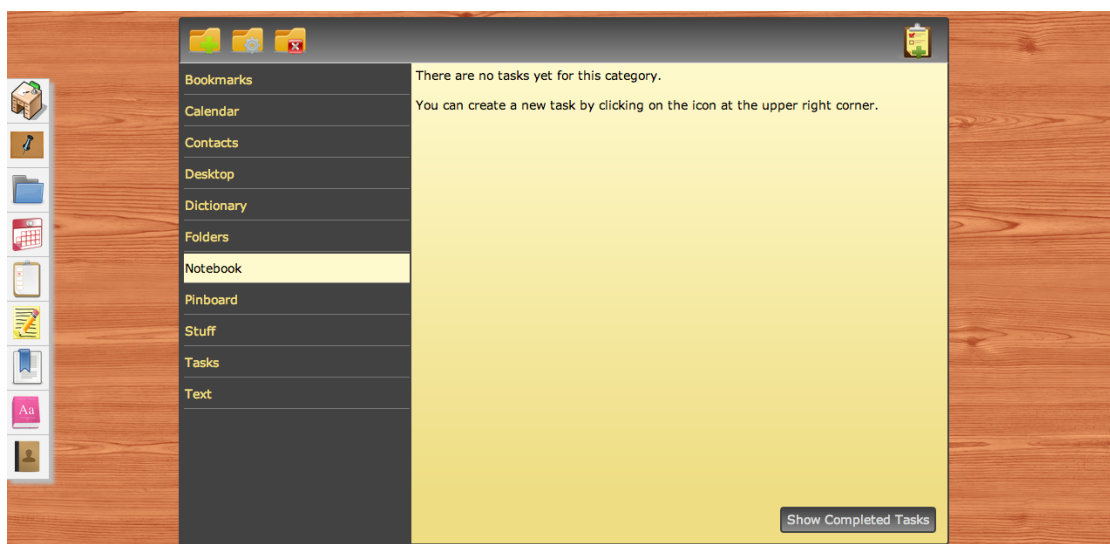 Bookmarks
Calendar
Contacts
Desktop
Dictionary
Folders
Notebook
Pinboard
Stuff
Tasks
Text
There are no tasks yet for this category.
You can create a new task by clicking on the icon at the upper right corner.
Show Completed Tasks
Aa